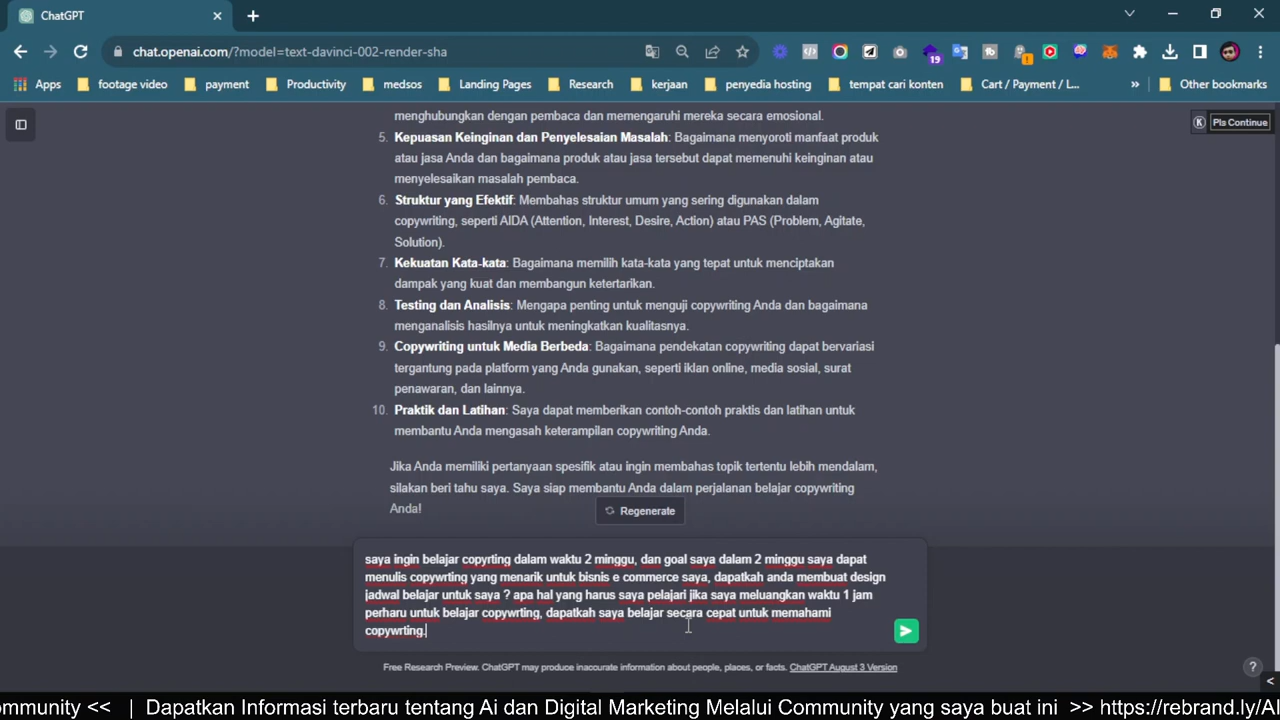 ChatGPT
chat.openai.com/?model=text-davinci-002-render-sha
19
Apps footage video payment Productivity medsos Landing Pages Research kerjaan penyedia hosting tempat cari konten Cart / Payment / L... » Other bookmarks
K Pls Continue
menghubungkan dengan pembaca dan memengaruhi mereka secara emosional.
5. Kepuasan Keinginan dan Penyelesaian Masalah: Bagaimana menyoroti manfaat produk
atau jasa Anda dan bagaimana produk atau jasa tersebut dapat memenuhi keinginan atau
menyelesaikan masalah pembaca.
6. Struktur yang Efektif: Membahas struktur umum yang sering digunakan dalam
copywriting, seperti AIDA (Attention, Interest, Desire, Action) atau PAS (Problem, Agitate,
Solution).
7. Kekuatan Kata-kata: Bagaimana memilih kata-kata yang tepat untuk menciptakan
dampak yang kuat dan membangun ketertarikan.
8. Testing dan Analisis: Mengapa penting untuk menguji copywriting Anda dan bagaimana
menganalisis hasilnya untuk meningkatkan kualitasnya.
9. Copywriting untuk Media Berbeda: Bagaimana pendekatan copywriting dapat bervariasi
tergantung pada platform yang Anda gunakan, seperti iklan online, media sosial, surat
penawaran, dan lainnya.
10. Praktik dan Latihan: Saya dapat memberikan contoh-contoh praktis dan latihan untuk
membantu Anda mengasah keterampilan copywriting Anda.
Jika Anda memiliki pertanyaan spesifik atau ingin membahas topik tertentu lebih mendalam,
silakan beri tahu saya. Saya siap membantu Anda dalam perjalanan belajar copywriting
Anda!
Regenerate
saya ingin belajar copyrting dalam waktu 2 minggu, dan goal saya dalam 2 minggu saya dapat
menulis copywrting yang menarik untuk bisnis e commerce saya, dapatkah anda membuat design
jadwal belajar untuk saya ? apa hal yang harus saya pelajari jika saya meluangkan waktu 1 jam
perharu untuk belajar copywrting, dapatkah saya belajar secara cepat untuk memahami
copywrting.
Free Research Preview. ChatGPT may produce inaccurate information about people, places, or facts. ChatGPT August 3 Version
?
<
ommunity << | Dapatkan Informasi terbaru tentang Ai dan Digital Marketing Melalui Community yang saya buat ini >> https://rebrand.ly/AI